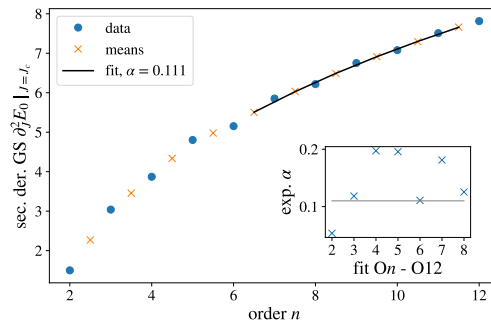 8
7
6
5
4
3
2
sec. der. GS ∂²_J E₀|_{J=J_c}
data
means
fit, α = 0.111
0.2
0.1
exp. α
2 3 4 5 6 7 8
fit On - O12
2 4 6 8 10 12
order n